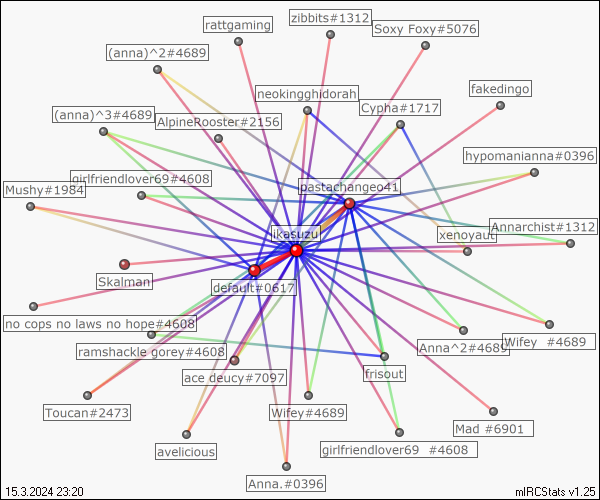 rattgaming
zibbits#1312
Soxy Foxy#5076
(anna)^2#4689
neokingghidorah
fakedingo
Cypha#1717
(anna)^3#4689
AlpineRooster#2156
hypomanianna#0396
girlfriendlover69#4608
pastachangeo41
Mushy#1984
Annarchist#1312
ikasuzu
xenoyaut
Skalman
default#0617
no cops no laws no hope#4608
Anna^2#4689
Wifey #4689
ramshackle gorey#4608
ace deucy#7097
frisout
Toucan#2473
Wifey#4689
Mad #6901
avelicious
girlfriendlover69 #4608
Anna.#0396
15.3.2024 23:20
mIRCStats v1.25